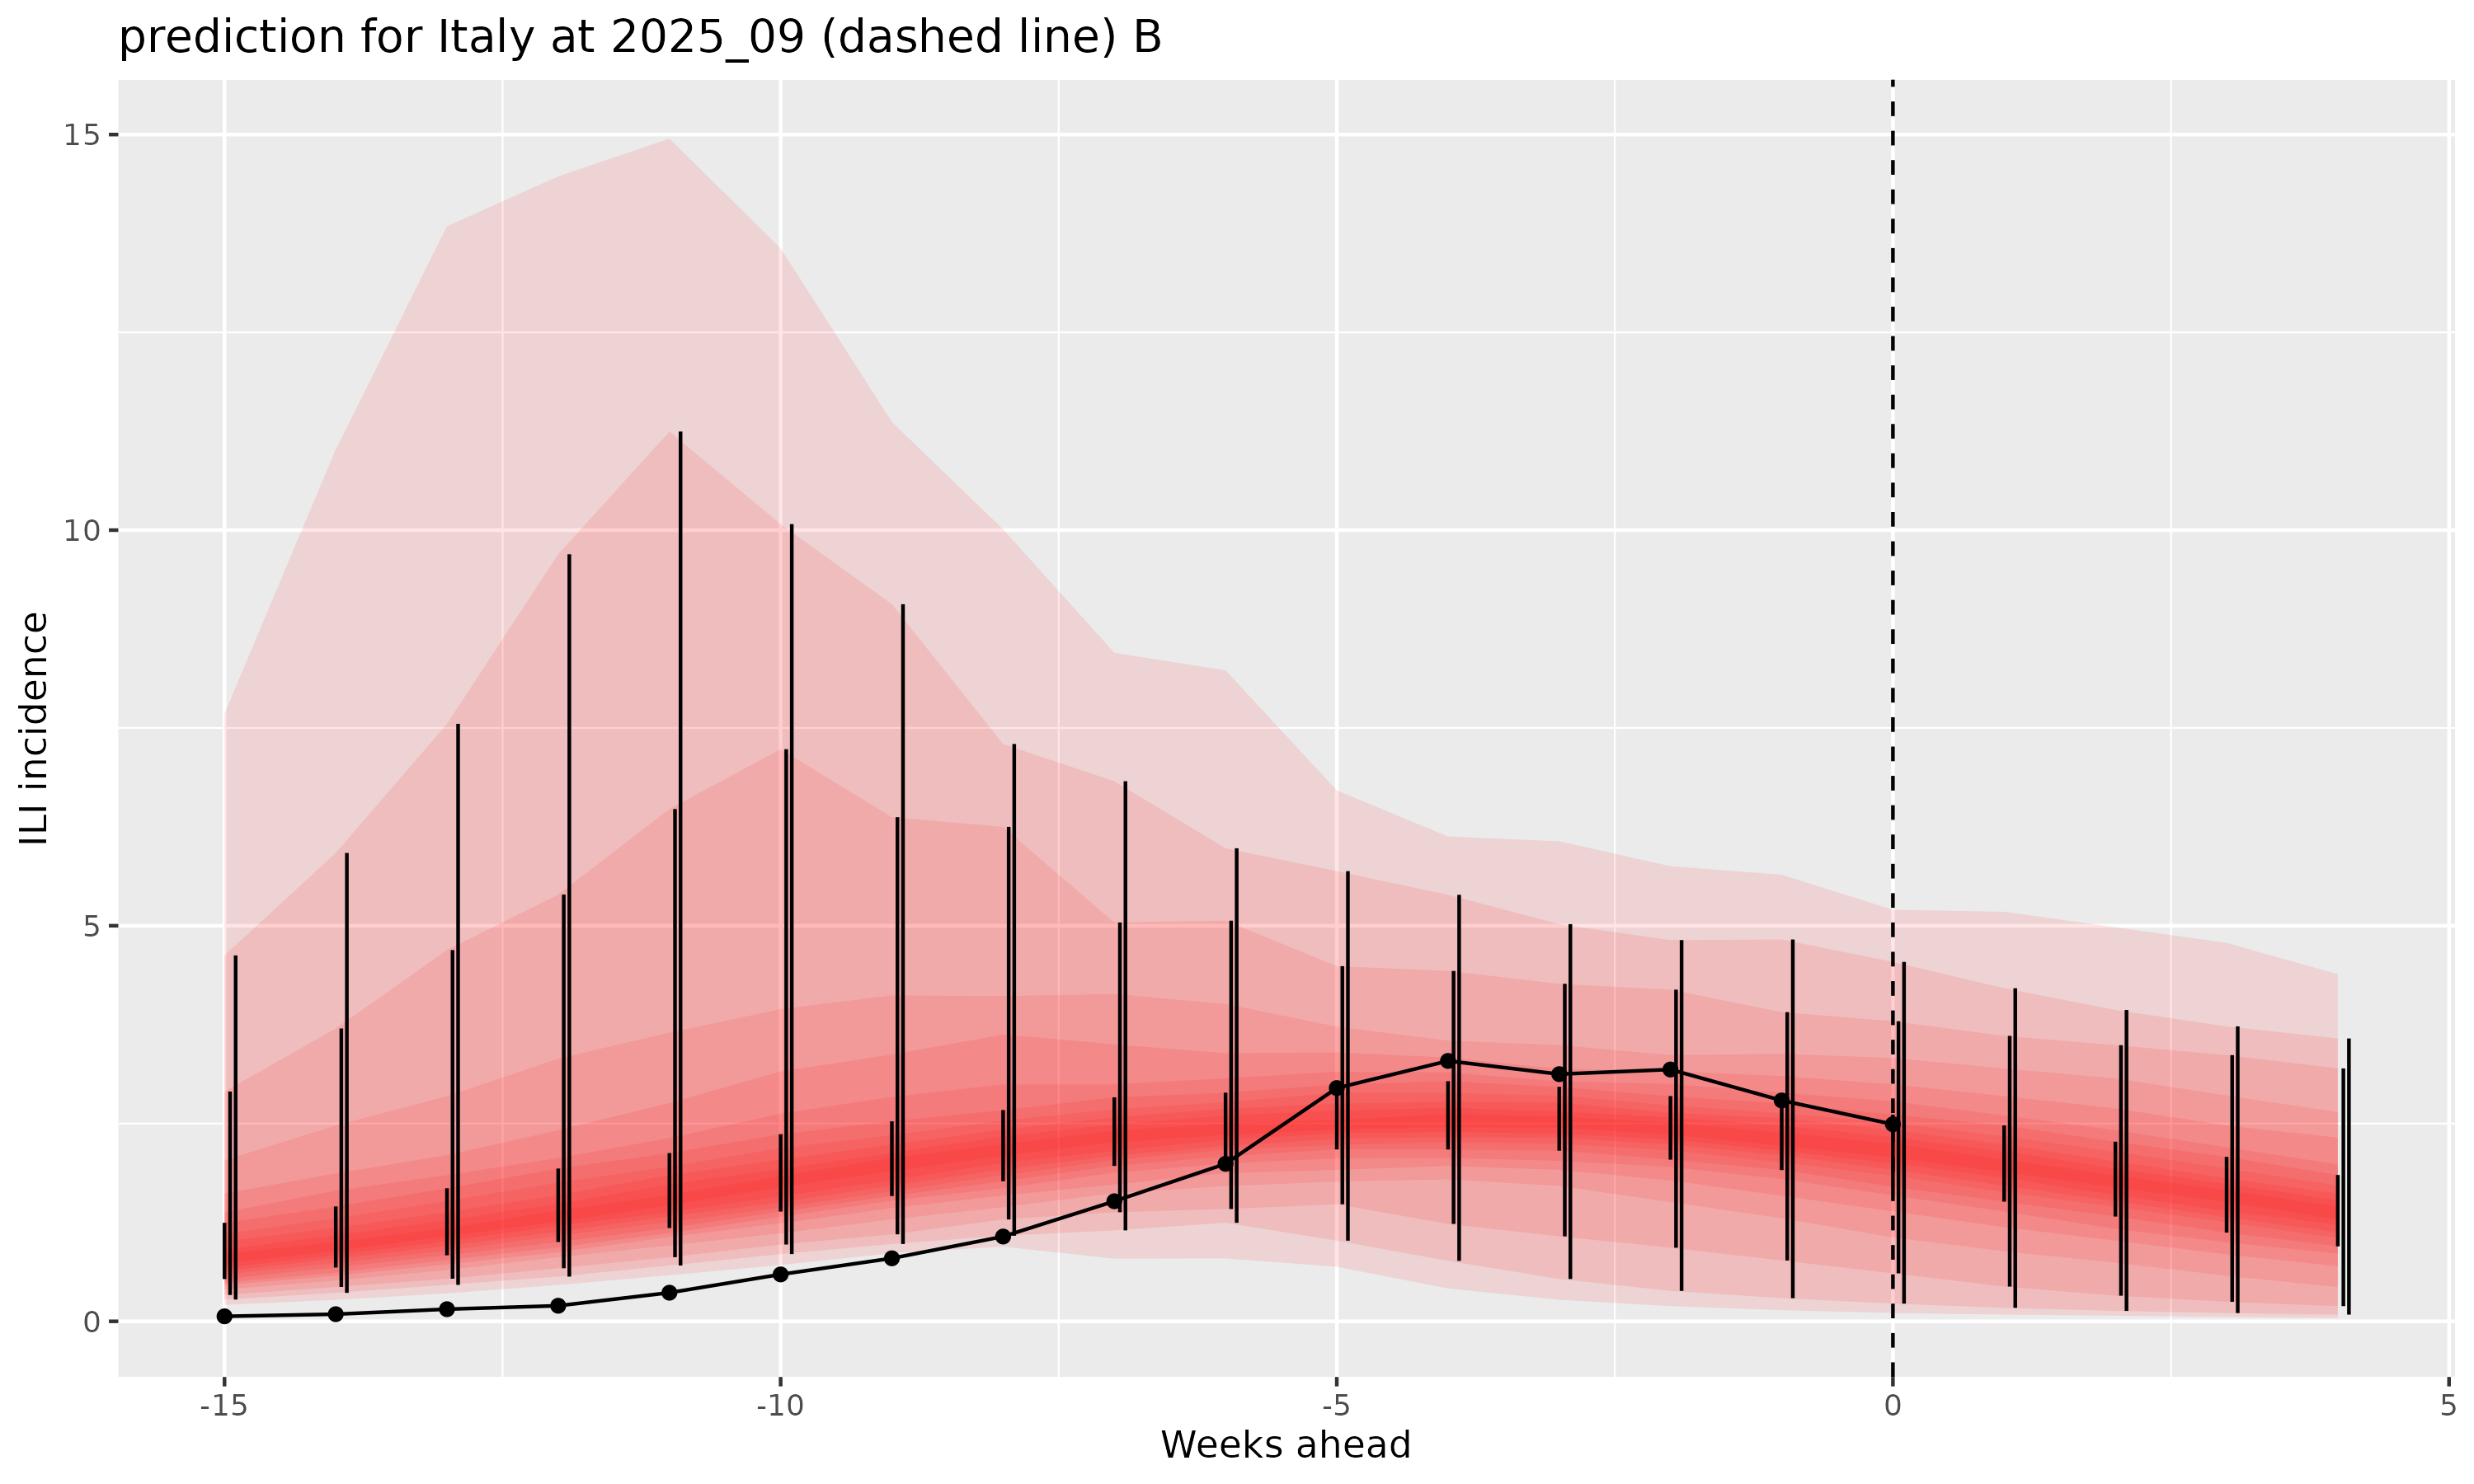 prediction for Italy at 2025_09 (dashed line) B
15
10
5
0
ILI incidence
-15 -10 -5 0 5
Weeks ahead